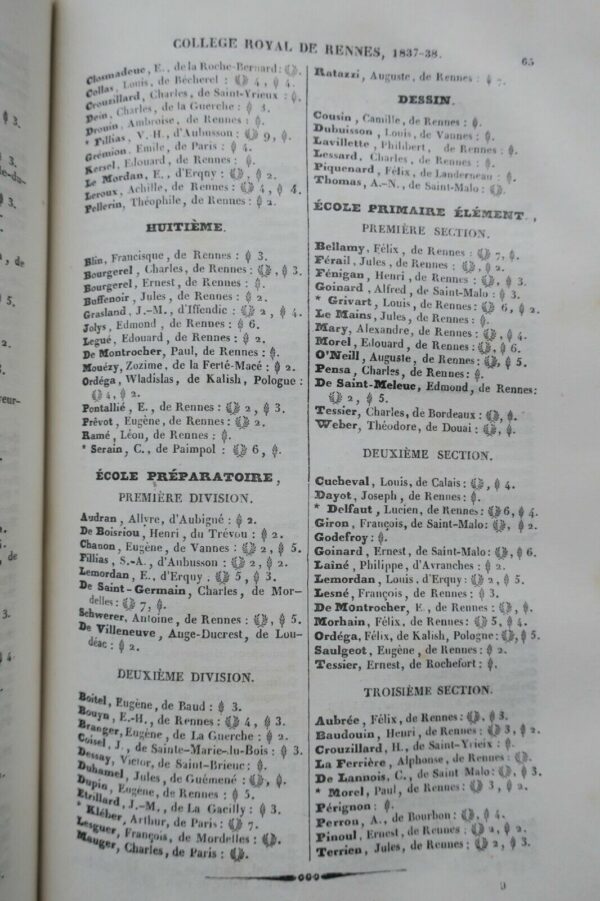 COLLEGE ROYAL DE RENNES, 1837-38.
65
Closmadeuc, E., de la Roche-Bernard:
Collas, Louis, de Bécherel : 4, 4.
Crouzillard, Charles, de Saint-Yrieux :
Dein, Charles, de la Guerche : 3.
Drouin, Ambroise, de Rennes :
* Fillias, V.-H., d'Aubusson : 9,
Grémion, Emile, de Paris : 4.
Kersel, Edouard, de Rennes :
Le Mordan, E., d'Erquy :
Leroux, Achille, de Rennes : 4, 4.
Pellerin, Théophile, de Rennes : 2.
HUITIÈME.
Blin, Francisque, de Rennes : 3.
Bourgerel, Charles, de Rennes : , 3.
Bourgerel, Ernest, de Rennes :
Buffenoir, Jules, de Rennes : 2.
Grasland, J.-M., d'Iffendic : 2, 4.
Jolys, Edmond, de Rennes : 6.
Legué, Edouard, de Rennes : 2.
De Montrocher, Paul, de Rennes :
Mouëzy, Zozime, de la Ferté-Macé : 2.
Ordéga, Wladislas, de Kalish, Pologne :
4, 2.
Pontallié, E., de Rennes : 2, 3.
Prévot, Eugène, de Rennes : 2.
Ramé, Léon, de Rennes :
* Serain, C., de Paimpol : 6,
ÉCOLE PRÉPARATOIRE,
PREMIÈRE DIVISION.
Audran, Allyre, d'Aubigné : 2.
De Boisriou, Henri, du Trévou : 2.
Chanon, Eugène, de Vannes : 2, 5.
Fillias, S.-A., d'Aubusson : 2, 2.
Lemordan, E., d'Erquy. 5, 3.
De Saint-Germain, Charles, de Mor-
delles : 7,
Schwerer, Antoine, de Rennes : , 5.
De Villeneuve, Auge-Ducrest, de Lou-
déac : 2.
DEUXIÈME DIVISION.
Boitel, Eugène, de Baud : 3.
Bouyn, E.-H., de Rennes : 4, 3.
Branger, Eugène, de La Guerche : 2.
Coisel, J., de Sainte-Marie-du-Bois : 3.
Dessay, Victor, de Saint-Brieuc :
Duhamel, Jules, de Guémené : ,
Dupin, Eugène, de Rennes : 5.
Etrillard, J.-M., de La Gacilly : 3.
* Kléber, Arthur, de Paris : 7.
Lesguer, François, de Mordelles :
Mauger, Charles, de Paris :
Ratazzi, Auguste, de Rennes : 7.
DESSIN.
Cousin, Camille, de Rennes :
Dubuisson, Louis, de Vannes :
Lavillette, Philibert, de Rennes :
Lessard, Charles, de Rennes :
Piquenard, Félix, de Landerneau :
Thomas, A.-N., de Saint-Malo :
ÉCOLE PRIMAIRE ÉLÉMENT.,
PREMIÈRE SECTION.
Bellamy, Félix, de Rennes : 7,
Férail, Jules, de Rennes : , 2.
Fénigan, Henri, de Rennes :
Goinard, Alfred, de Saint-Malo : 3.
* Grivart, Louis, de Rennes : 6, 2.
Le Mains, Jules, de Rennes :
Mary, Alexandre, de Rennes : , 4.
Morel, Edouard, de Rennes : , 6.
O'Neill, Auguste, de Rennes : , 5.
Pensa, Charles, de Rennes :
De Saint-Meleuc, Edmond, de Rennes:
2, 5.
Tessier, Charles, de Bordeaux :
Weber, Théodore, de Douai : ,
DEUXIÈME SECTION.
Cucheval, Louis, de Calais : , 4.
Dayot, Joseph, de Rennes :
* Delfaut, Lucien, de Rennes : 6, 4.
Giron, François, de Saint-Malo: , 2.
Godefroy :
Goinard, Ernest, de Saint-Malo: , 6.
Laîné, Philippe, d'Avranches : 2.
Lemordan, Louis, d'Erquy : 2, 5.
Lesné, François, de Rennes : 3.
De Montrocher, E., de Rennes : ,
Morhain, Félix, de Rennes : 5, 4.
Ordéga, Félix, de Kalish, Pologne: , 5.
Saulgeot, Eugène, de Rennes : 2.
Tessier, Ernest, de Rochefort :
TROISIÈME SECTION.
Aubrée, Félix, de Rennes: , 3.
Baudouin, Henri, de Rennes : 3, 2.
Crouzillard, H., de Saint-Yrieix :
La Ferrière, Alphonse, de Rennes:
De Lannois, C., de Saint Malo : , 3.
* Morel, Paul, de Rennes : 3, 2.
Pérignon :
Perron, A., de Bourbon : , 4.
Pinoul, Ernest, de Rennes : 2, 2.
Terrien, Jules, de Rennes : 2, 3.
9